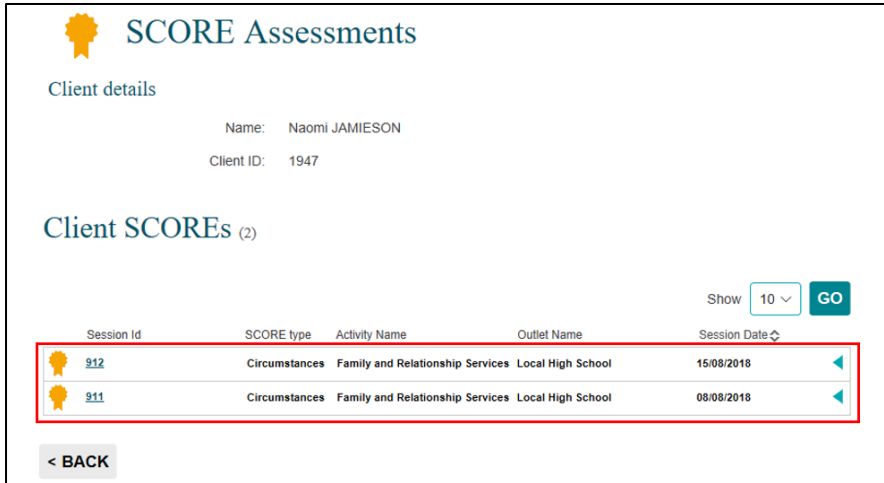 SCORE Assessments
Client details
Name: Naomi JAMIESON
Client ID: 1947
Client SCOREs (2)
Show 10 GO
Session Id SCORE type Activity Name Outlet Name Session Date
912 Circumstances Family and Relationship Services Local High School 15/08/2018
911 Circumstances Family and Relationship Services Local High School 08/08/2018
< BACK